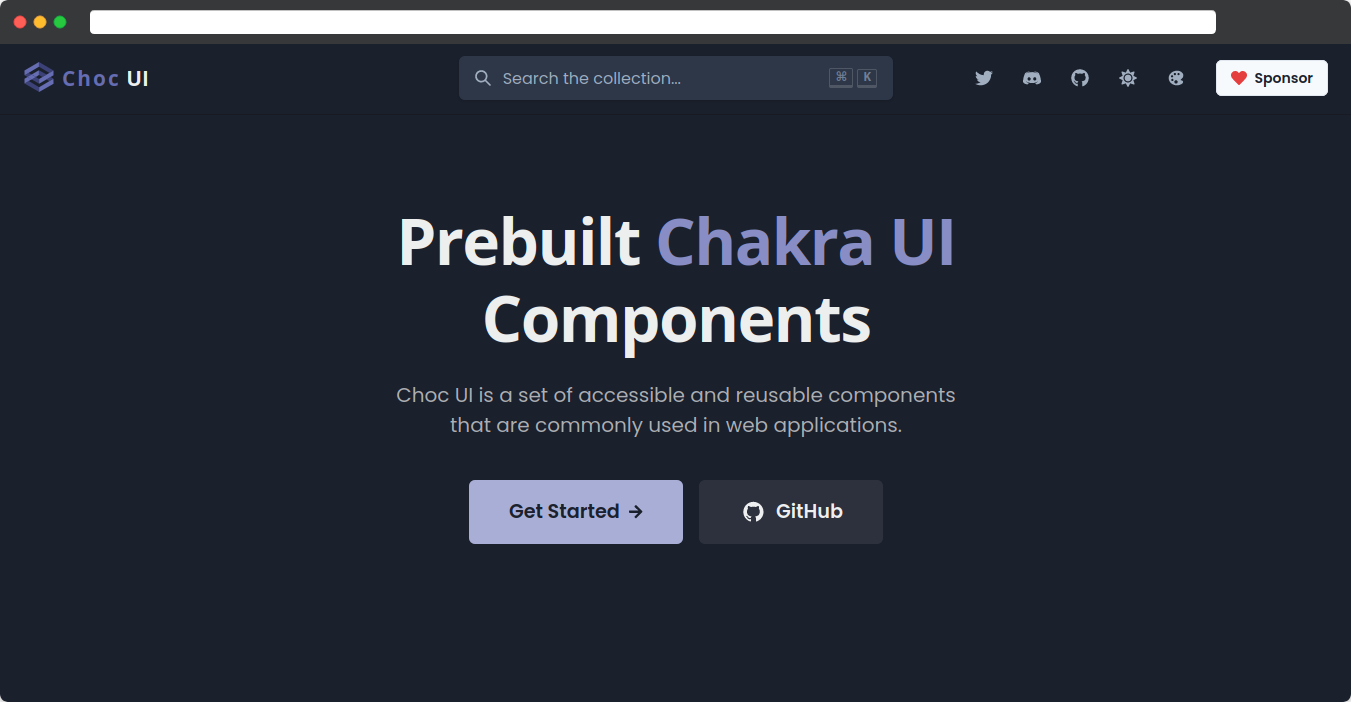 Choc UI
Search the collection...
⌘ K
Sponsor
Prebuilt Chakra UI
Components
Choc UI is a set of accessible and reusable components
that are commonly used in web applications.
Get Started →
GitHub